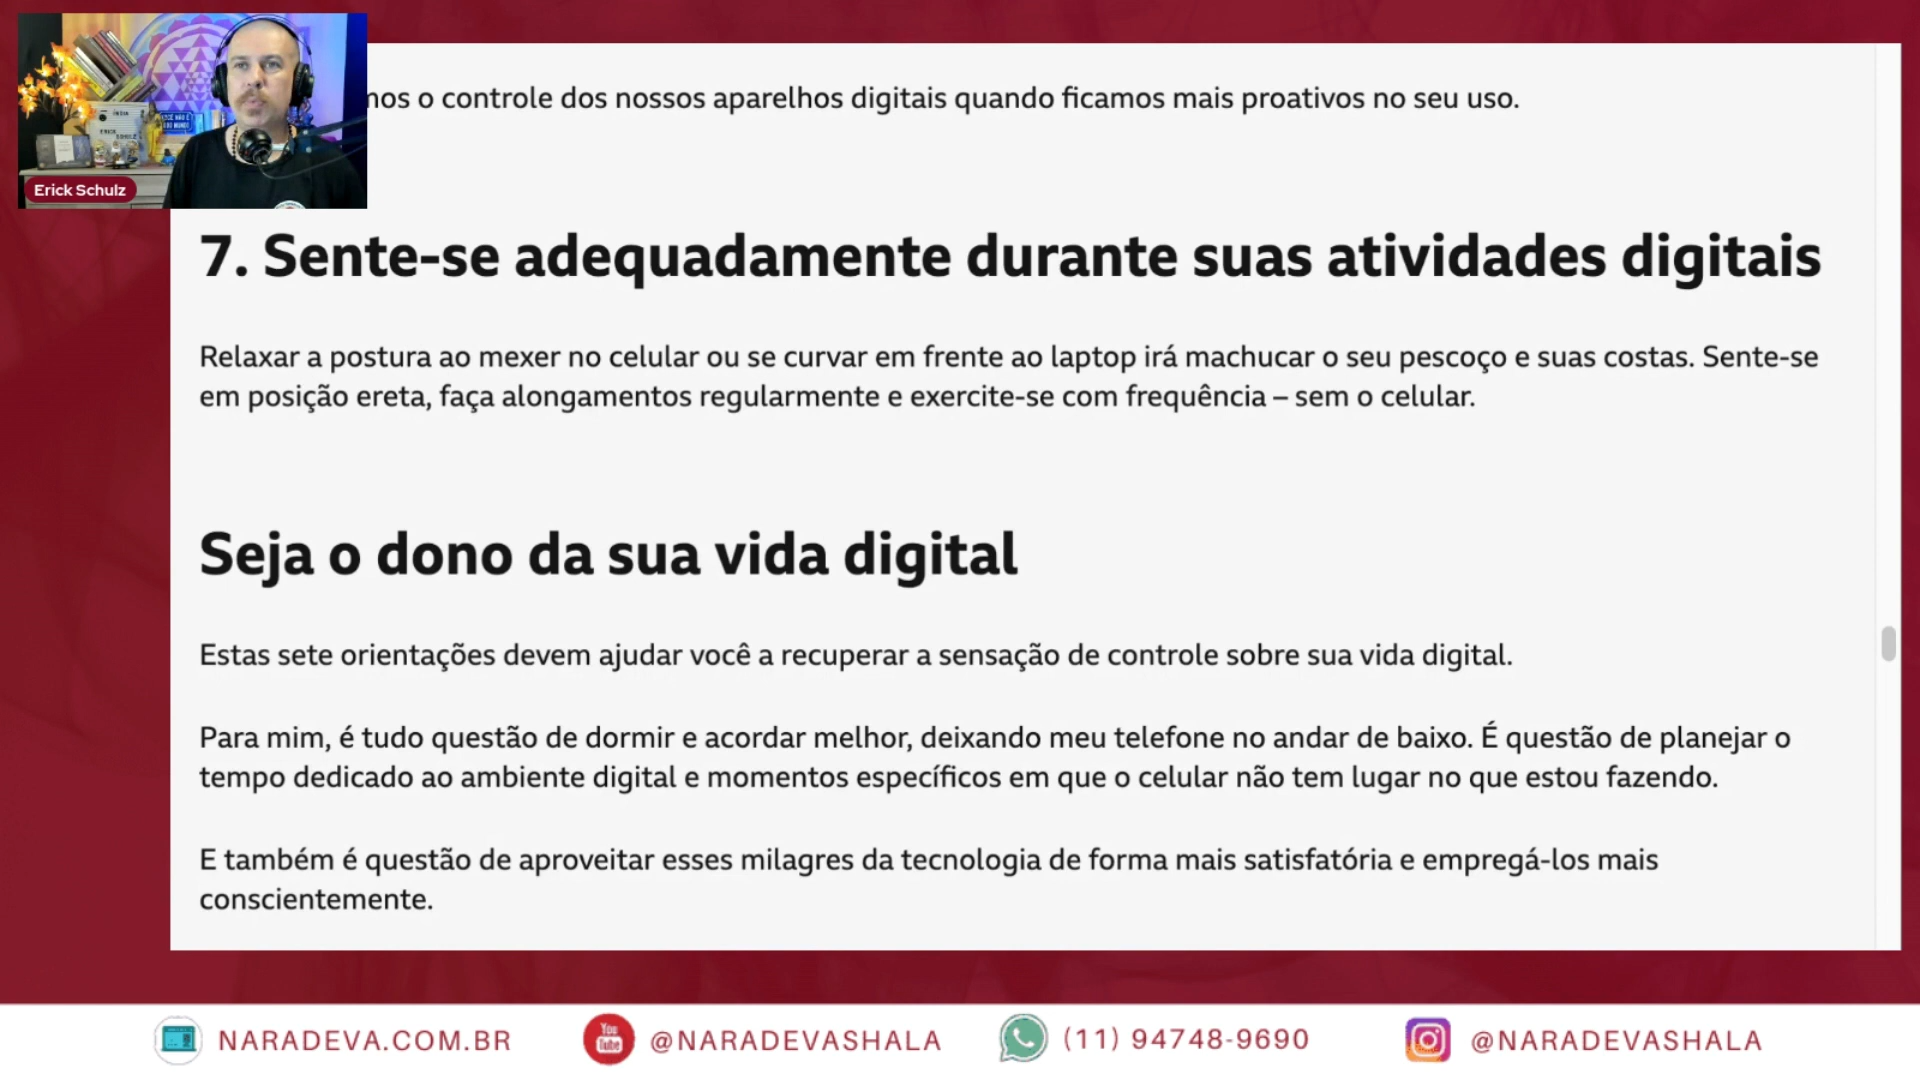 mos o controle dos nossos aparelhos digitais quando ficamos mais proativos no seu uso.
Erick Schulz
7. Sente-se adequadamente durante suas atividades digitais
Relaxar a postura ao mexer no celular ou se curvar em frente ao laptop irá machucar o seu pescoço e suas costas. Sente-se
em posição ereta, faça alongamentos regularmente e exercite-se com frequência – sem o celular.
Seja o dono da sua vida digital
Estas sete orientações devem ajudar você a recuperar a sensação de controle sobre sua vida digital.
Para mim, é tudo questão de dormir e acordar melhor, deixando meu telefone no andar de baixo. É questão de planejar o
tempo dedicado ao ambiente digital e momentos específicos em que o celular não tem lugar no que estou fazendo.
E também é questão de aproveitar esses milagres da tecnologia de forma mais satisfatória e empregá-los mais
conscientemente.
NARADEVA.COM.BR
You Tube
@NARADEVASHALA
(11) 94748-9690
@NARADEVASHALA